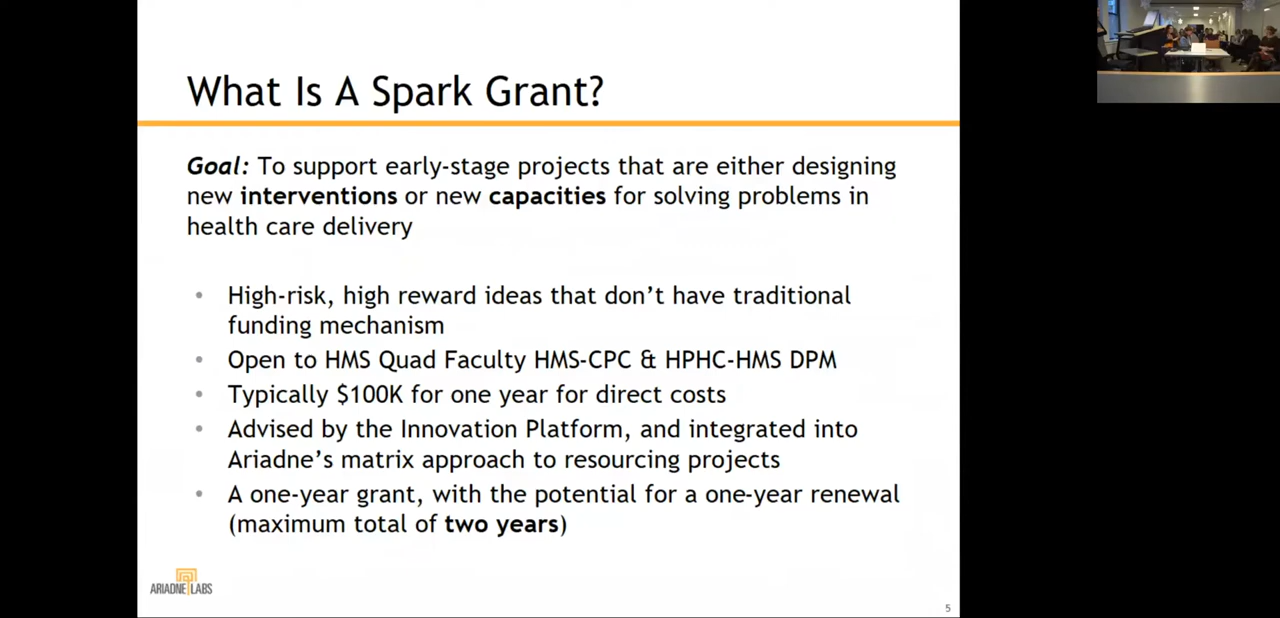 What Is A Spark Grant?
Goal: To support early-stage projects that are either designing
new interventions or new capacities for solving problems in
health care delivery
• High-risk, high reward ideas that don't have traditional
funding mechanism
• Open to HMS Quad Faculty HMS-CPC & HPHC-HMS DPM
• Typically $100K for one year for direct costs
• Advised by the Innovation Platform, and integrated into
Ariadne's matrix approach to resourcing projects
• A one-year grant, with the potential for a one-year renewal
(maximum total of two years)
ARIADNE LABS
5